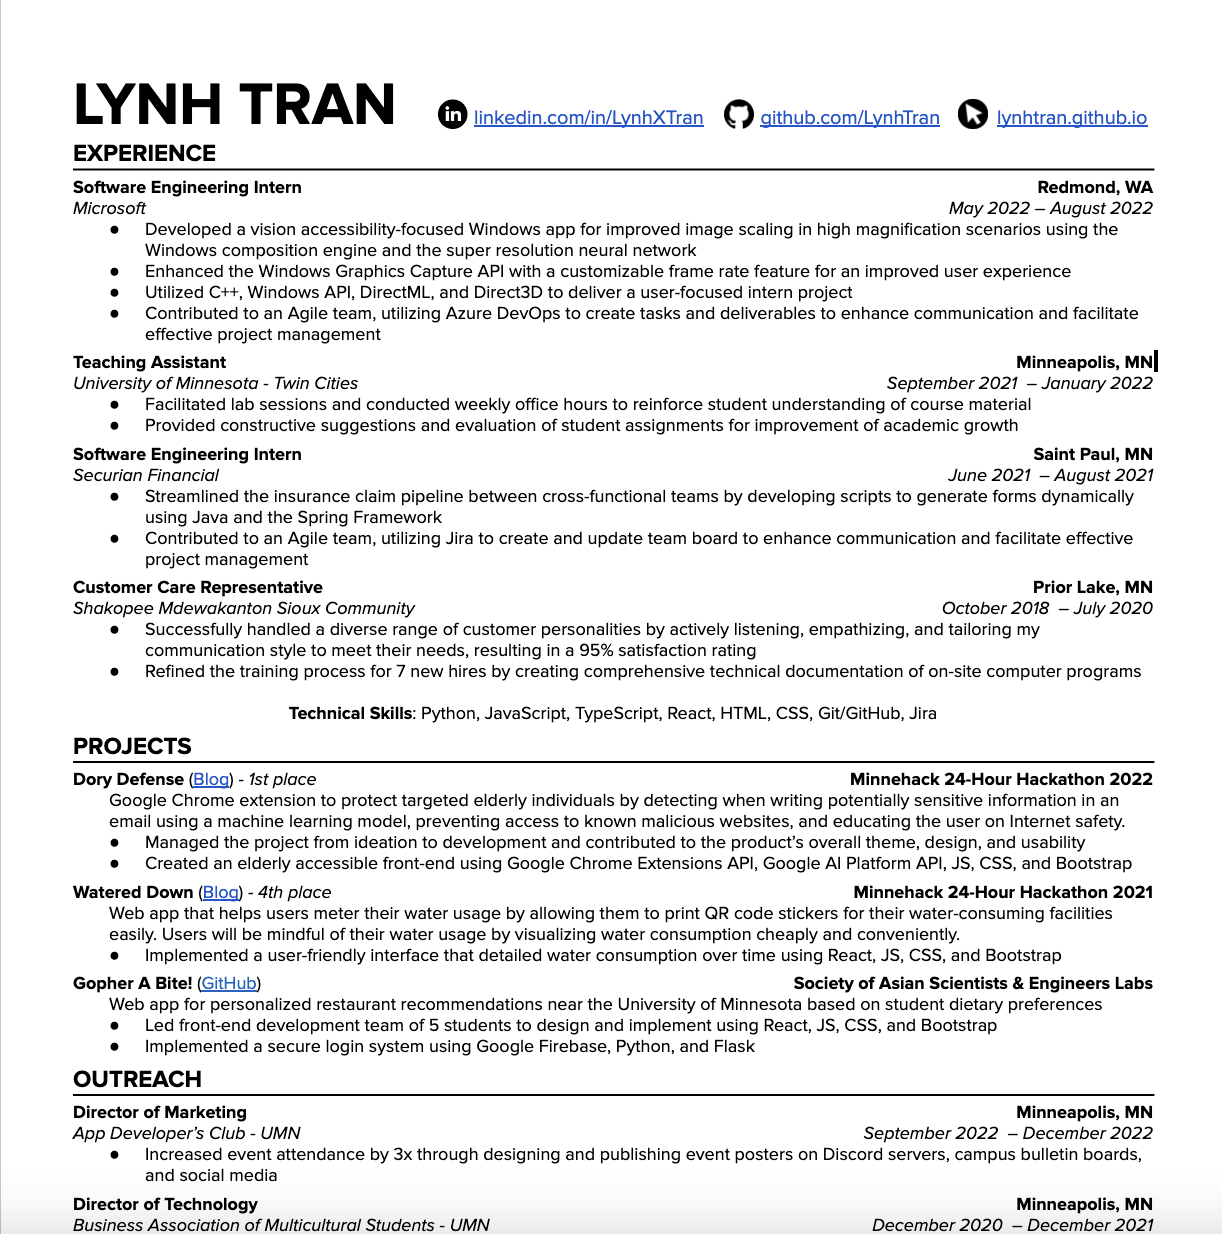 LYNH TRAN linkedin.com/in/LynhXTran github.com/LynhTran lynhtran.github.io
EXPERIENCE
Software Engineering Intern Redmond, WA
Microsoft May 2022 – August 2022
● Developed a vision accessibility-focused Windows app for improved image scaling in high magnification scenarios using the
Windows composition engine and the super resolution neural network
● Enhanced the Windows Graphics Capture API with a customizable frame rate feature for an improved user experience
● Utilized C++, Windows API, DirectML, and Direct3D to deliver a user-focused intern project
● Contributed to an Agile team, utilizing Azure DevOps to create tasks and deliverables to enhance communication and facilitate
effective project management
Teaching Assistant Minneapolis, MN
University of Minnesota - Twin Cities September 2021 – January 2022
● Facilitated lab sessions and conducted weekly office hours to reinforce student understanding of course material
● Provided constructive suggestions and evaluation of student assignments for improvement of academic growth
Software Engineering Intern Saint Paul, MN
Securian Financial June 2021 – August 2021
● Streamlined the insurance claim pipeline between cross-functional teams by developing scripts to generate forms dynamically
using Java and the Spring Framework
● Contributed to an Agile team, utilizing Jira to create and update team board to enhance communication and facilitate effective
project management
Customer Care Representative Prior Lake, MN
Shakopee Mdewakanton Sioux Community October 2018 – July 2020
● Successfully handled a diverse range of customer personalities by actively listening, empathizing, and tailoring my
communication style to meet their needs, resulting in a 95% satisfaction rating
● Refined the training process for 7 new hires by creating comprehensive technical documentation of on-site computer programs
Technical Skills: Python, JavaScript, TypeScript, React, HTML, CSS, Git/GitHub, Jira
PROJECTS
Dory Defense (Blog) - 1st place Minnehack 24-Hour Hackathon 2022
Google Chrome extension to protect targeted elderly individuals by detecting when writing potentially sensitive information in an
email using a machine learning model, preventing access to known malicious websites, and educating the user on Internet safety.
● Managed the project from ideation to development and contributed to the product's overall theme, design, and usability
● Created an elderly accessible front-end using Google Chrome Extensions API, Google AI Platform API, JS, CSS, and Bootstrap
Watered Down (Blog) - 4th place Minnehack 24-Hour Hackathon 2021
Web app that helps users meter their water usage by allowing them to print QR code stickers for their water-consuming facilities
easily. Users will be mindful of their water usage by visualizing water consumption cheaply and conveniently.
● Implemented a user-friendly interface that detailed water consumption over time using React, JS, CSS, and Bootstrap
Gopher A Bite! (GitHub) Society of Asian Scientists & Engineers Labs
Web app for personalized restaurant recommendations near the University of Minnesota based on student dietary preferences
● Led front-end development team of 5 students to design and implement using React, JS, CSS, and Bootstrap
● Implemented a secure login system using Google Firebase, Python, and Flask
OUTREACH
Director of Marketing Minneapolis, MN
App Developer's Club - UMN September 2022 – December 2022
● Increased event attendance by 3x through designing and publishing event posters on Discord servers, campus bulletin boards,
and social media
Director of Technology Minneapolis, MN
Business Association of Multicultural Students - UMN December 2020 – December 2021